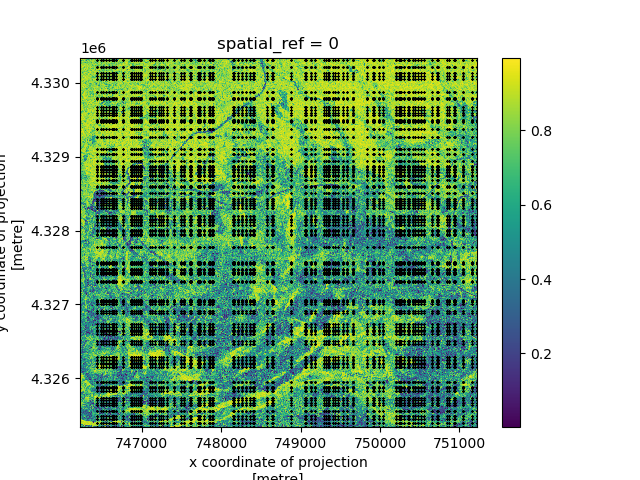 spatial_ref = 0
1e6
4.330
4.329
4.328
4.327
4.326
y coordinate of projection
[metre]
747000 748000 749000 750000 751000
x coordinate of projection
[metre]
0.8
0.6
0.4
0.2